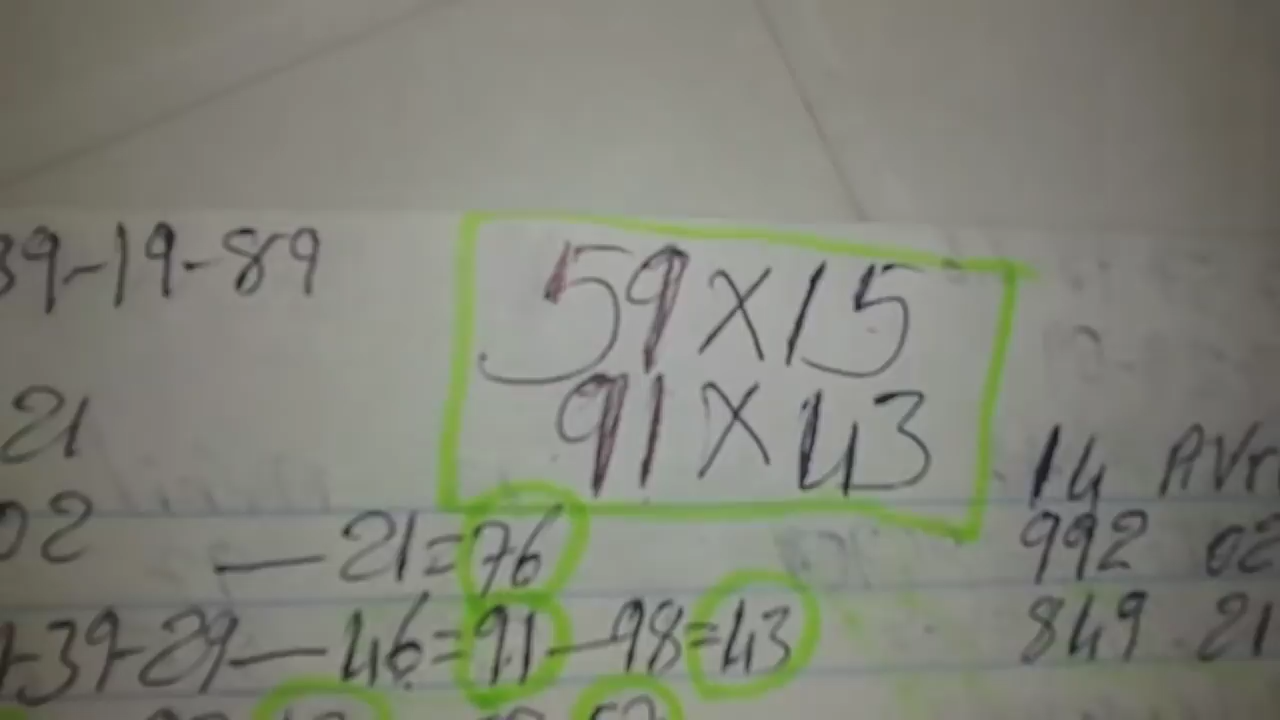 39-19-89
59X15
21
91X43
14 AVr
02
—21=76
992 02
+39+29—46=91—98=43
849 21